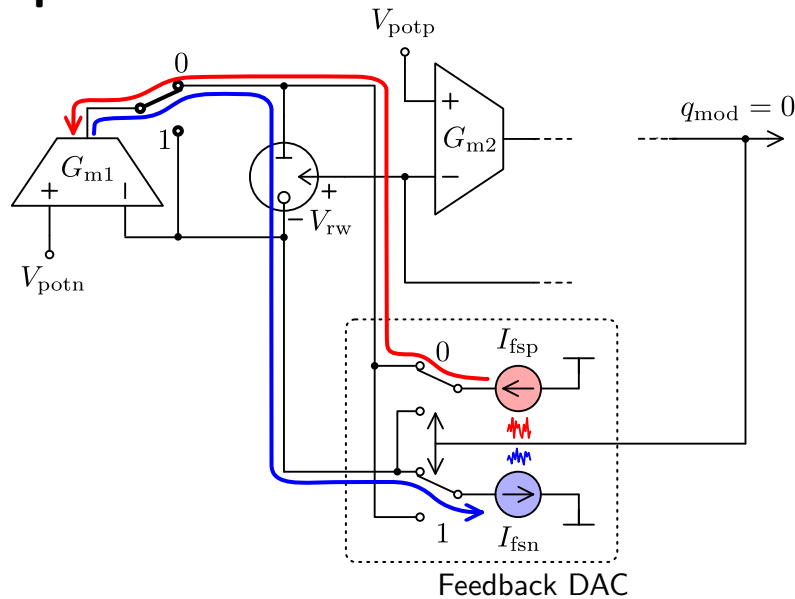 V_potp
0
q_mod = 0
+
G_m2
1
G_m1
+
−
+
−
−V_rw
V_potn
I_fsp
0
1
I_fsn
Feedback DAC